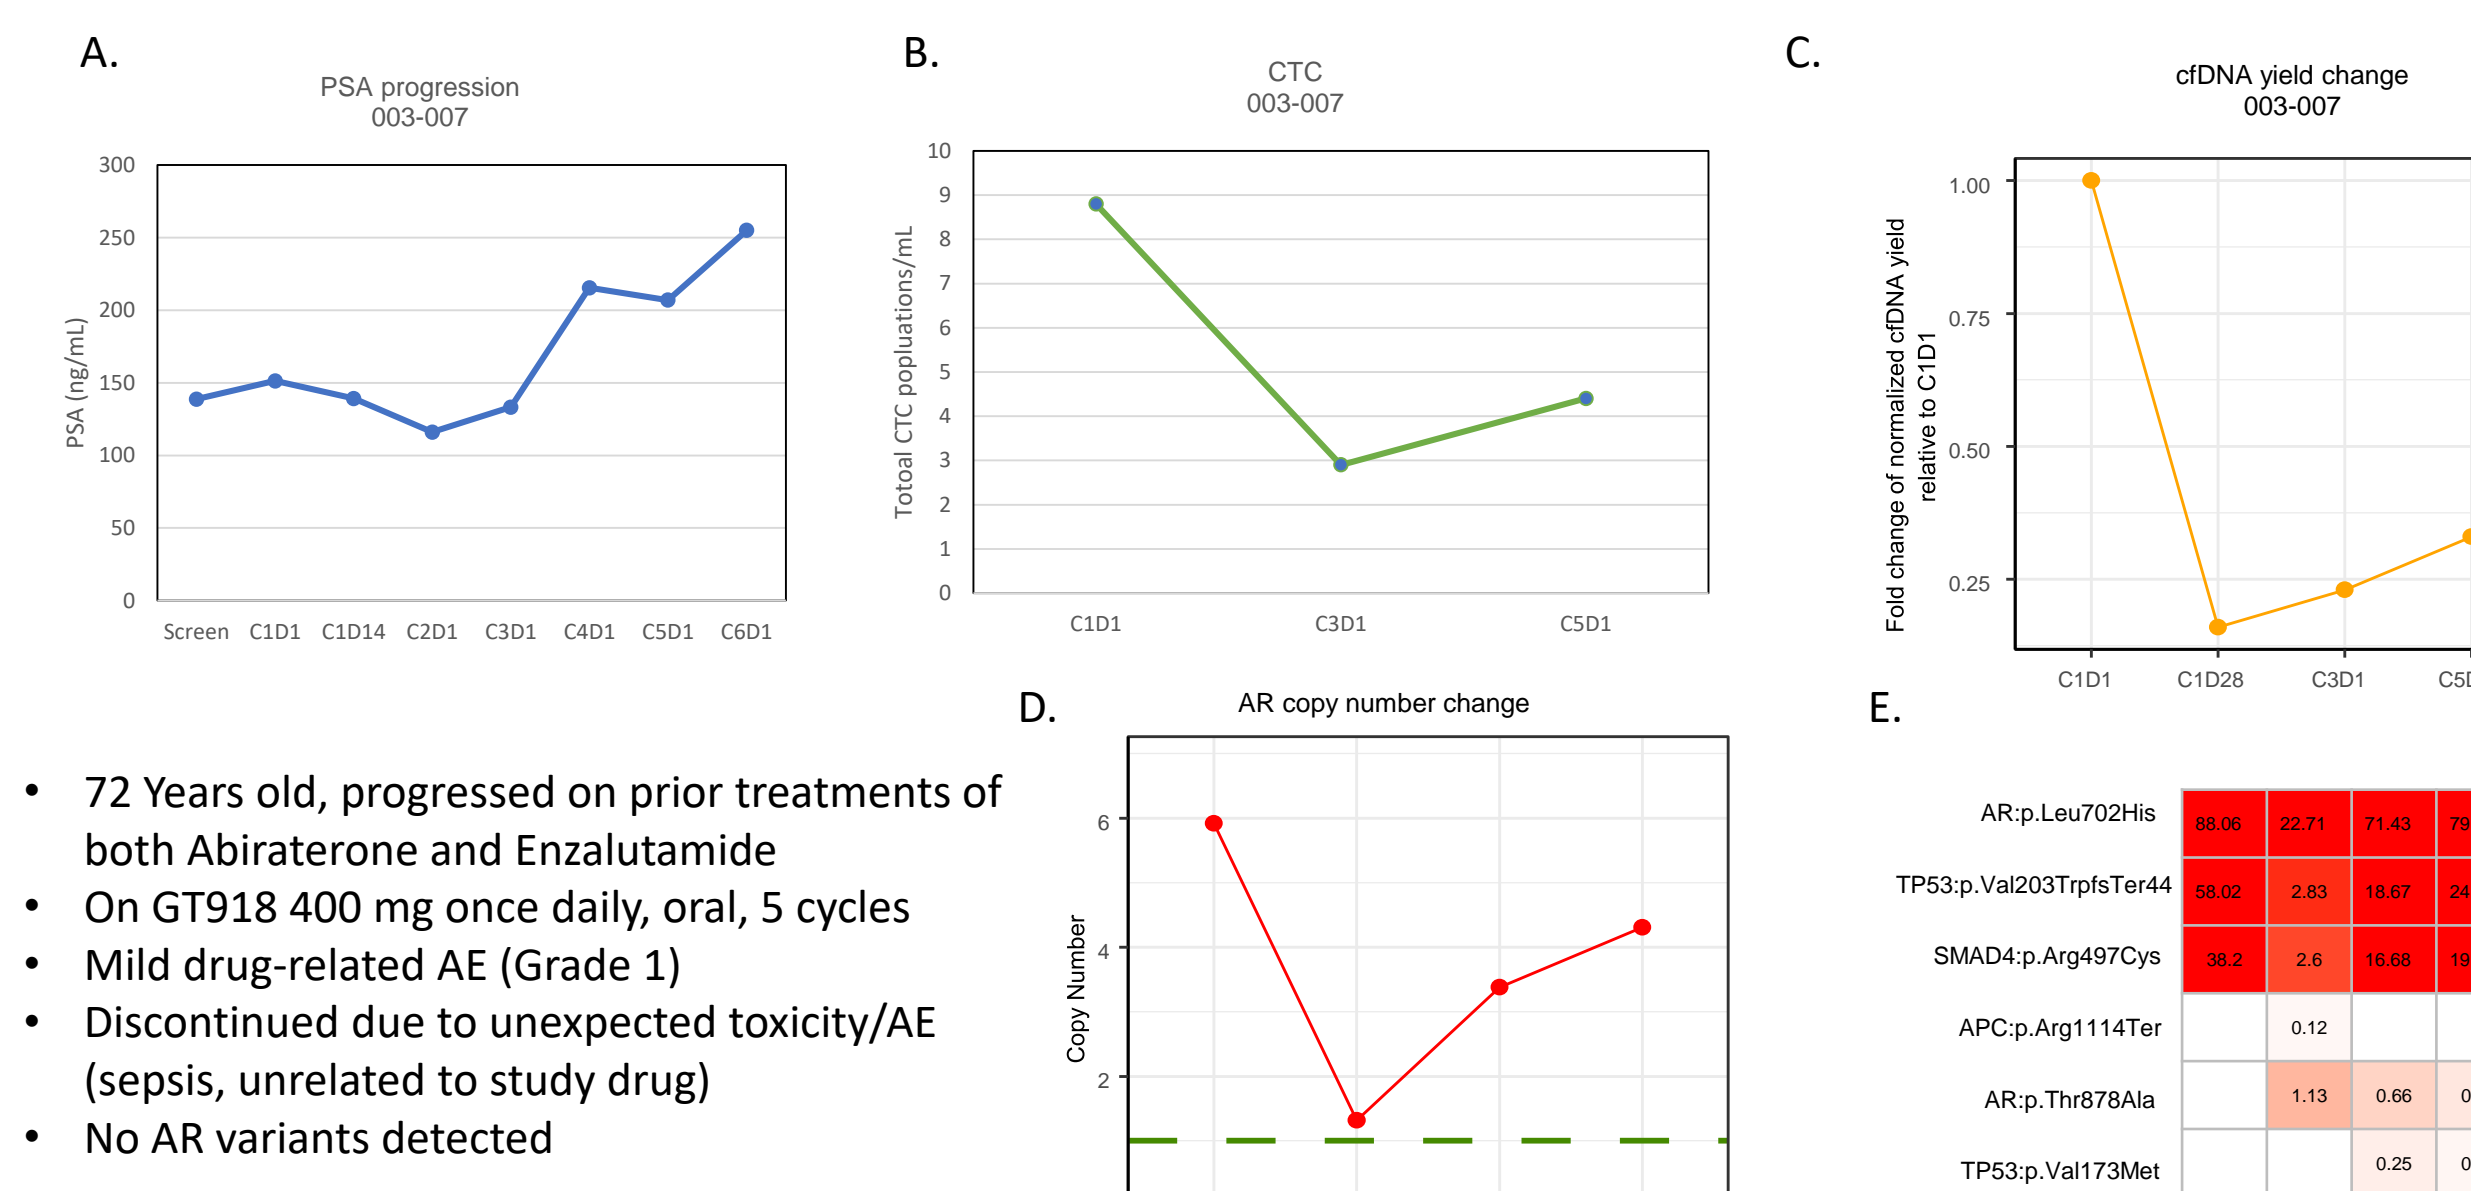 A.
PSA progression
003-007
300
250
200
150
100
50
0
PSA (ng/mL)
Screen C1D1 C1D14 C2D1 C3D1 C4D1 C5D1 C6D1
B.
CTC
003-007
10
9
8
7
6
5
4
3
2
1
0
Totoal CTC popluations/mL
C1D1 C3D1 C5D1
C.
cfDNA yield change
003-007
1.00
0.75
0.50
0.25
Fold change of normalized cfDNA yield
relative to C1D1
C1D1 C1D28 C3D1 C5
• 72 Years old, progressed on prior treatments of
both Abiraterone and Enzalutamide
• On GT918 400 mg once daily, oral, 5 cycles
• Mild drug-related AE (Grade 1)
• Discontinued due to unexpected toxicity/AE
(sepsis, unrelated to study drug)
• No AR variants detected
D.
AR copy number change
6
4
2
Copy Number
E.
AR:p.Leu702His 88.06 22.71 71.43 79
TP53:p.Val203TrpfsTer44 58.02 2.83 18.67 24
SMAD4:p.Arg497Cys 38.2 2.6 16.68 19
APC:p.Arg1114Ter 0.12
AR:p.Thr878Ala 1.13 0.66 0
TP53:p.Val173Met 0.25 0